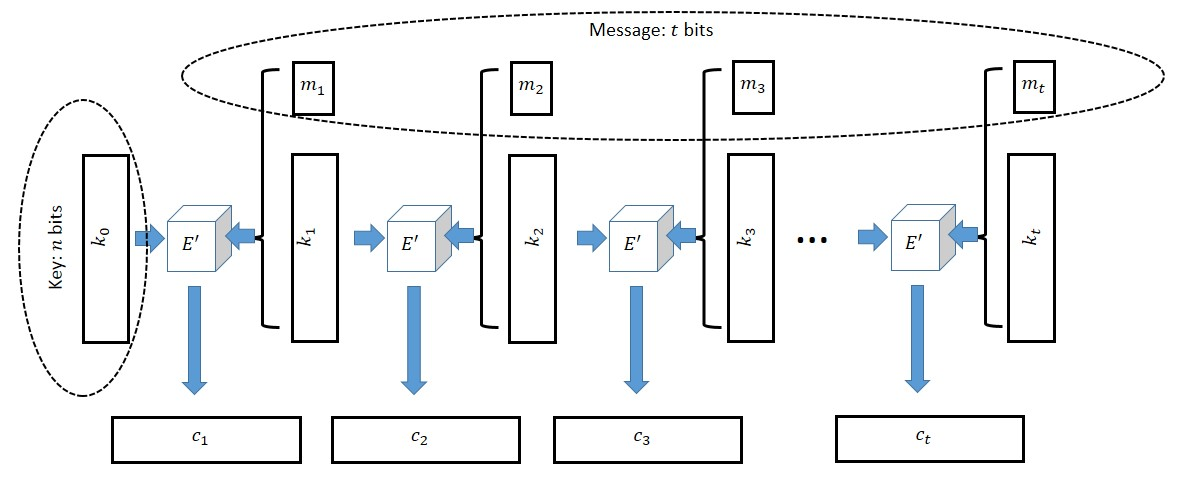 Message: t bits
m₁
m₂
m₃
mₜ
Key: n bits
k₀
E′
k₁
E′
k₂
E′
k₃
...
E′
kₜ
c₁
c₂
c₃
cₜ